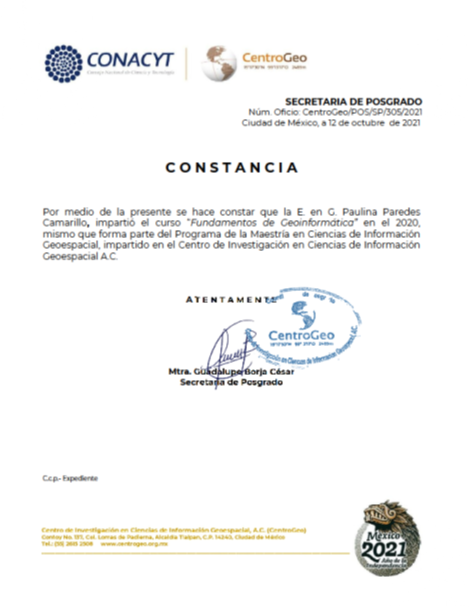 CONACYT
Consejo Nacional de Ciencia y Tecnología
CentroGeo
SECRETARIA DE POSGRADO
Núm. Oficio: CentroGeo/POS/SP/305/2021
Ciudad de México, a 12 de octubre de 2021
CONSTANCIA
Por medio de la presente se hace constar que la E. en G. Paulina Paredes
Camarillo, impartió el curso "Fundamentos de Geoinformática" en el 2020,
mismo que forma parte del Programa de la Maestría en Ciencias de Información
Geoespacial, impartido en el Centro de Investigación en Ciencias de Información
Geoespacial A.C.
ATENTAMENTE
CentroGeo
Investigación en Ciencias de Información Geoespacial, A.C.
Mtra. Guadalupe Borja César
Secretaria de Posgrado
C.c.p.- Expediente
Centro de Investigación en Ciencias de Información Geoespacial, A.C. (CentroGeo)
Contoy No. 137, Col. Lomas de Padierna, Alcaldía Tlalpan, C.P. 14240, Ciudad de México
www.centrogeo.org.mx
México
2021
Año de la